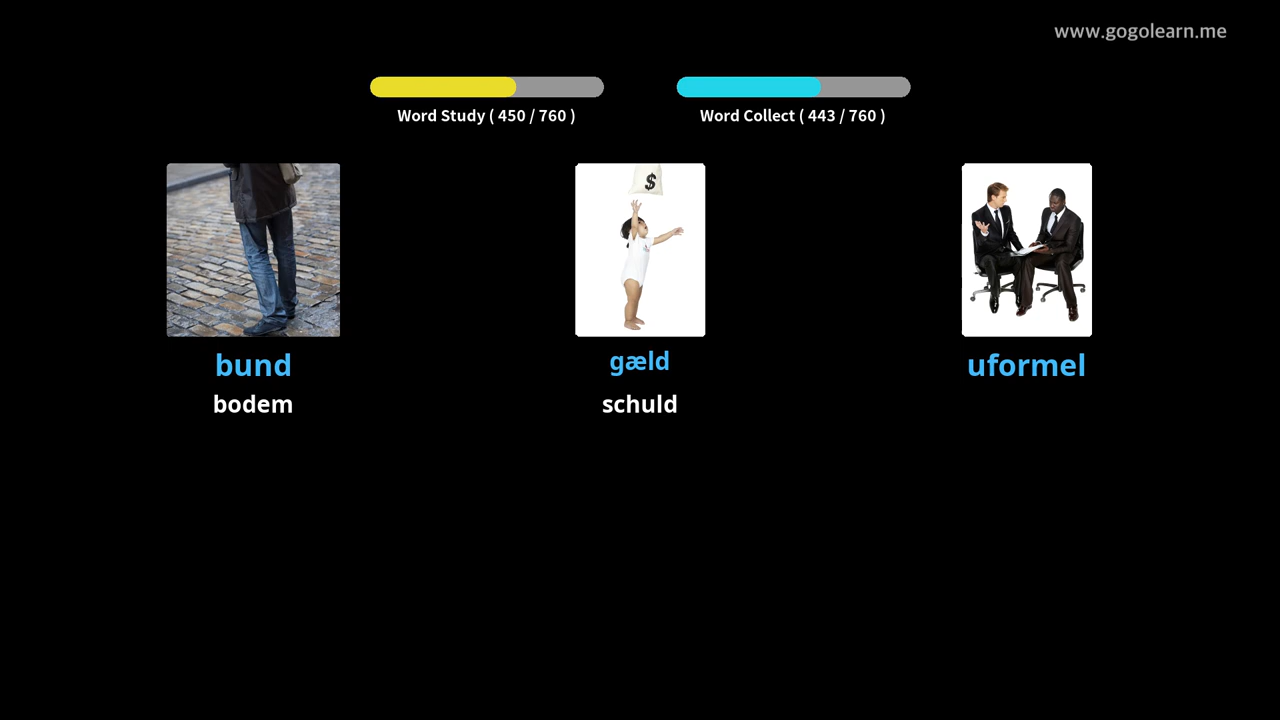 www.gogolearn.me
Word Study ( 450 / 760 )
Word Collect ( 443 / 760 )
$
bund
gæld
uformel
bodem
schuld